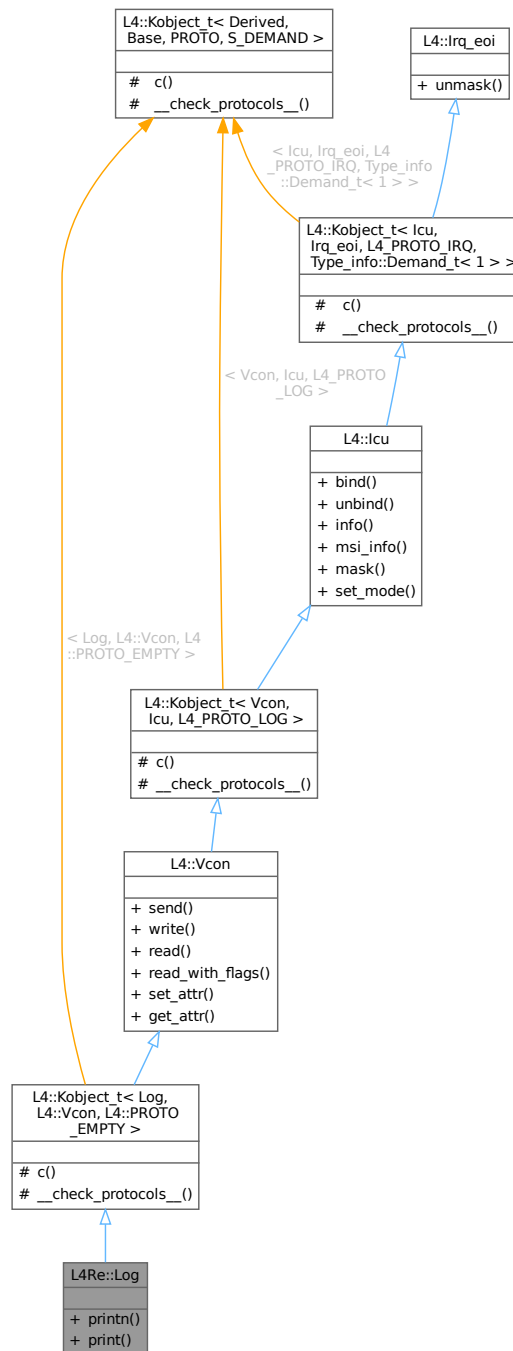 L4::Kobject_t< Derived,
Base, PROTO, S_DEMAND >
# c()
# __check_protocols__()
L4::Irq_eoi
+ unmask()
< Icu, Irq_eoi, L4
_PROTO_IRQ, Type_info
::Demand_t< 1 > >
L4::Kobject_t< Icu,
Irq_eoi, L4_PROTO_IRQ,
Type_info::Demand_t< 1 > >
# c()
# __check_protocols__()
< Vcon, Icu, L4_PROTO
_LOG >
L4::Icu
+ bind()
+ unbind()
+ info()
+ msi_info()
+ mask()
+ set_mode()
< Log, L4::Vcon, L4
::PROTO_EMPTY >
L4::Kobject_t< Vcon,
Icu, L4_PROTO_LOG >
# c()
# __check_protocols__()
L4::Vcon
+ send()
+ write()
+ read()
+ read_with_flags()
+ set_attr()
+ get_attr()
L4::Kobject_t< Log,
L4::Vcon, L4::PROTO
_EMPTY >
# c()
# __check_protocols__()
L4Re::Log
+ printn()
+ print()